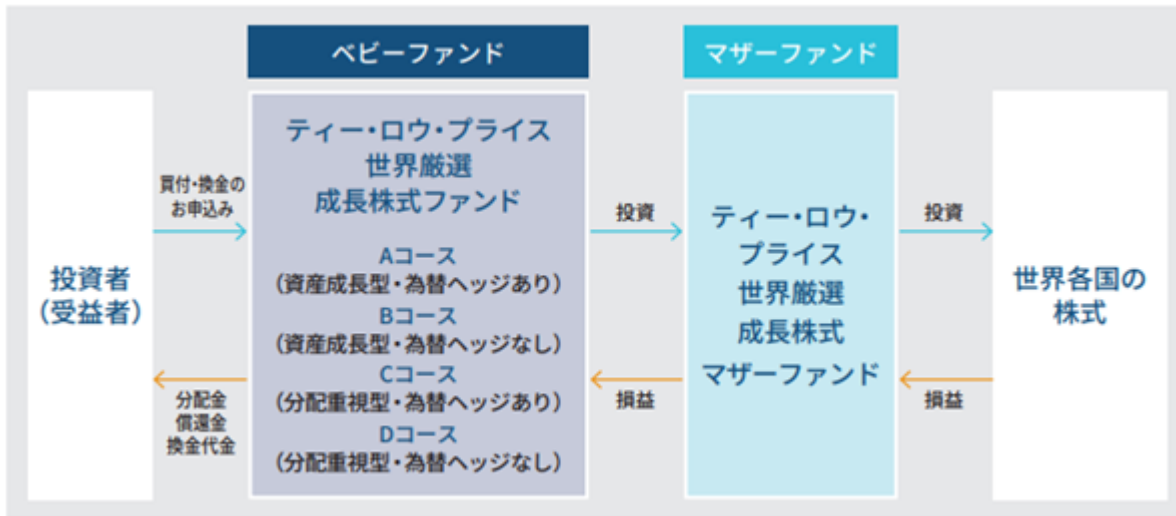 ベビーファンド
マザーファンド
投資者
（受益者）
買付・換金の
お申込み
分配金
償還金
換金代金
ティー・ロウ・プライス
世界厳選
成長株式ファンド
Aコース
（資産成長型・為替ヘッジあり）
Bコース
（資産成長型・為替ヘッジなし）
Cコース
（分配重視型・為替ヘッジあり）
Dコース
（分配重視型・為替ヘッジなし）
投資
損益
ティー・ロウ・
プライス
世界厳選
成長株式
マザーファンド
投資
損益
世界各国の
株式